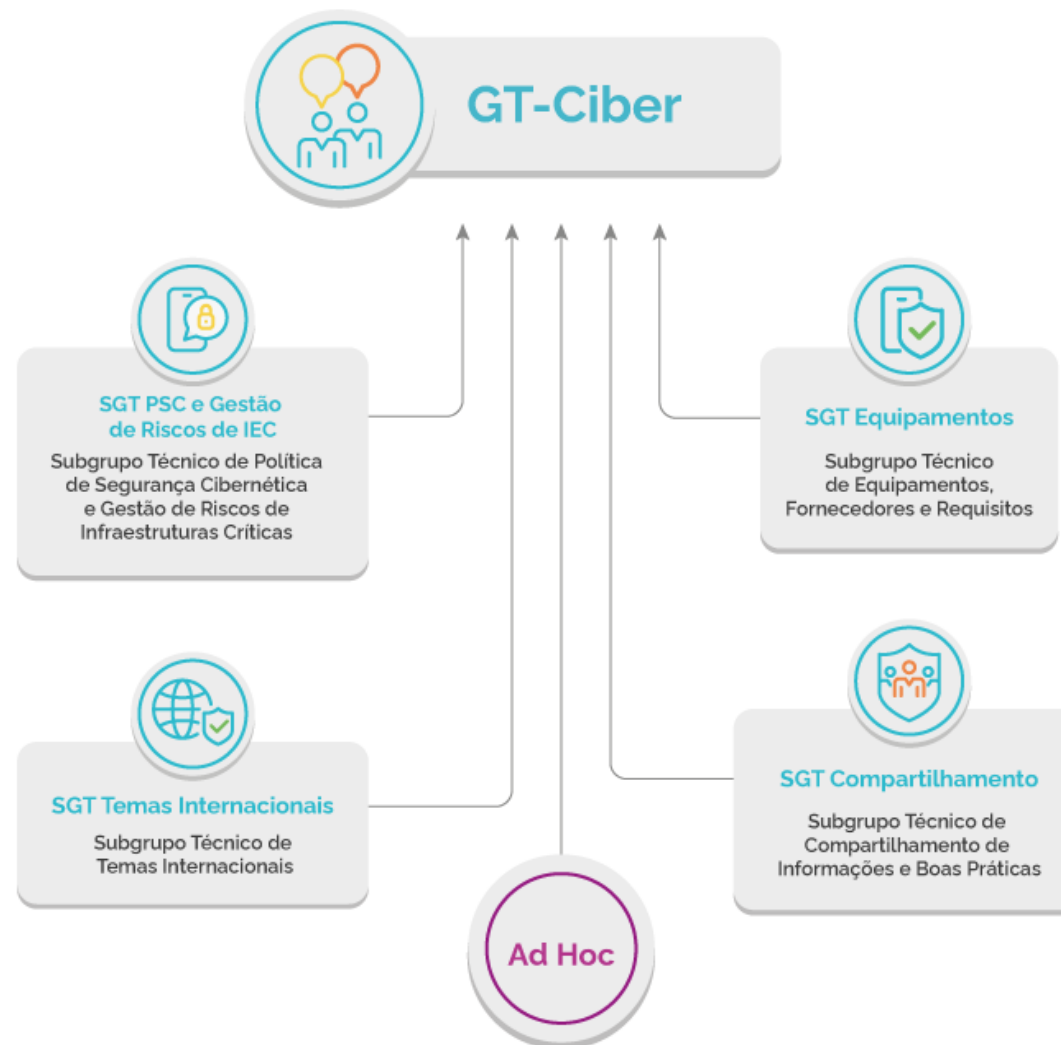 GT-Ciber
SGT PSC e Gestão
de Riscos de IEC
Subgrupo Técnico de Política
de Segurança Cibernética
e Gestão de Riscos de
Infraestruturas Críticas
SGT Equipamentos
Subgrupo Técnico
de Equipamentos,
Fornecedores e Requisitos
SGT Temas Internacionais
Subgrupo Técnico de
Temas Internacionais
SGT Compartilhamento
Subgrupo Técnico de
Compartilhamento de
Informações e Boas Práticas
Ad Hoc